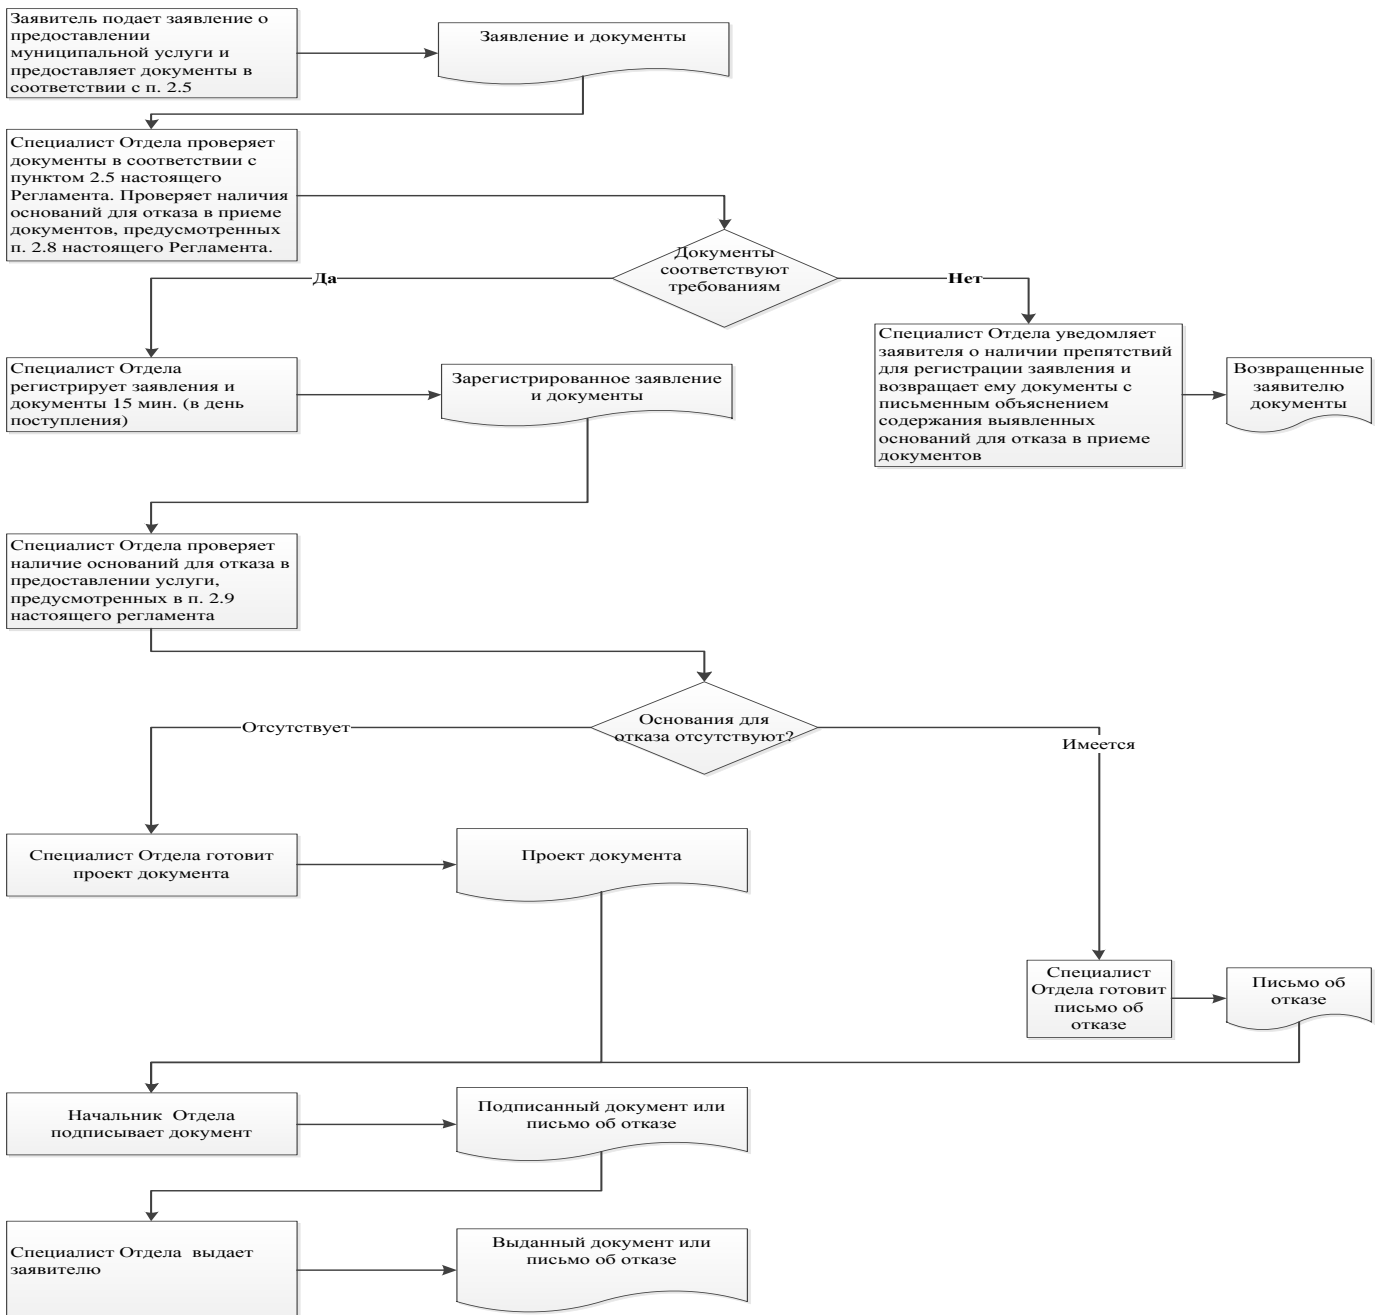 Заявитель подает заявление о
предоставлении
муниципальной услуги и
предоставляет документы в
соответствии с п. 2.5
Заявление и документы
Специалист Отдела проверяет
документы в соответствии с
пунктом 2.5 настоящего
Регламента. Проверяет наличия
оснований для отказа в приеме
документов, предусмотренных
п. 2.8 настоящего Регламента.
Документы
соответствуют
требованиям
Да
Нет
Специалист Отдела
регистрирует заявления и
документы 15 мин. (в день
поступления)
Зарегистрированное заявление
и документы
Специалист Отдела уведомляет
заявителя о наличии препятствий
для регистрации заявления и
возвращает ему документы с
письменным объяснением
содержания выявленных
оснований для отказа в приеме
документов
Возвращенные
заявителю
документы
Специалист Отдела проверяет
наличие оснований для отказа в
предоставлении услуги,
предусмотренных в п. 2.9
настоящего регламента
Основания для
отказа отсутствуют?
Отсутствует
Имеется
Специалист Отдела готовит
проект документа
Проект документа
Специалист
Отдела готовит
письмо об
отказе
Письмо об
отказе
Начальник  Отдела
подписывает документ
Подписанный документ или
письмо об отказе
Специалист Отдела  выдает
заявителю
Выданный документ или
письмо об отказе